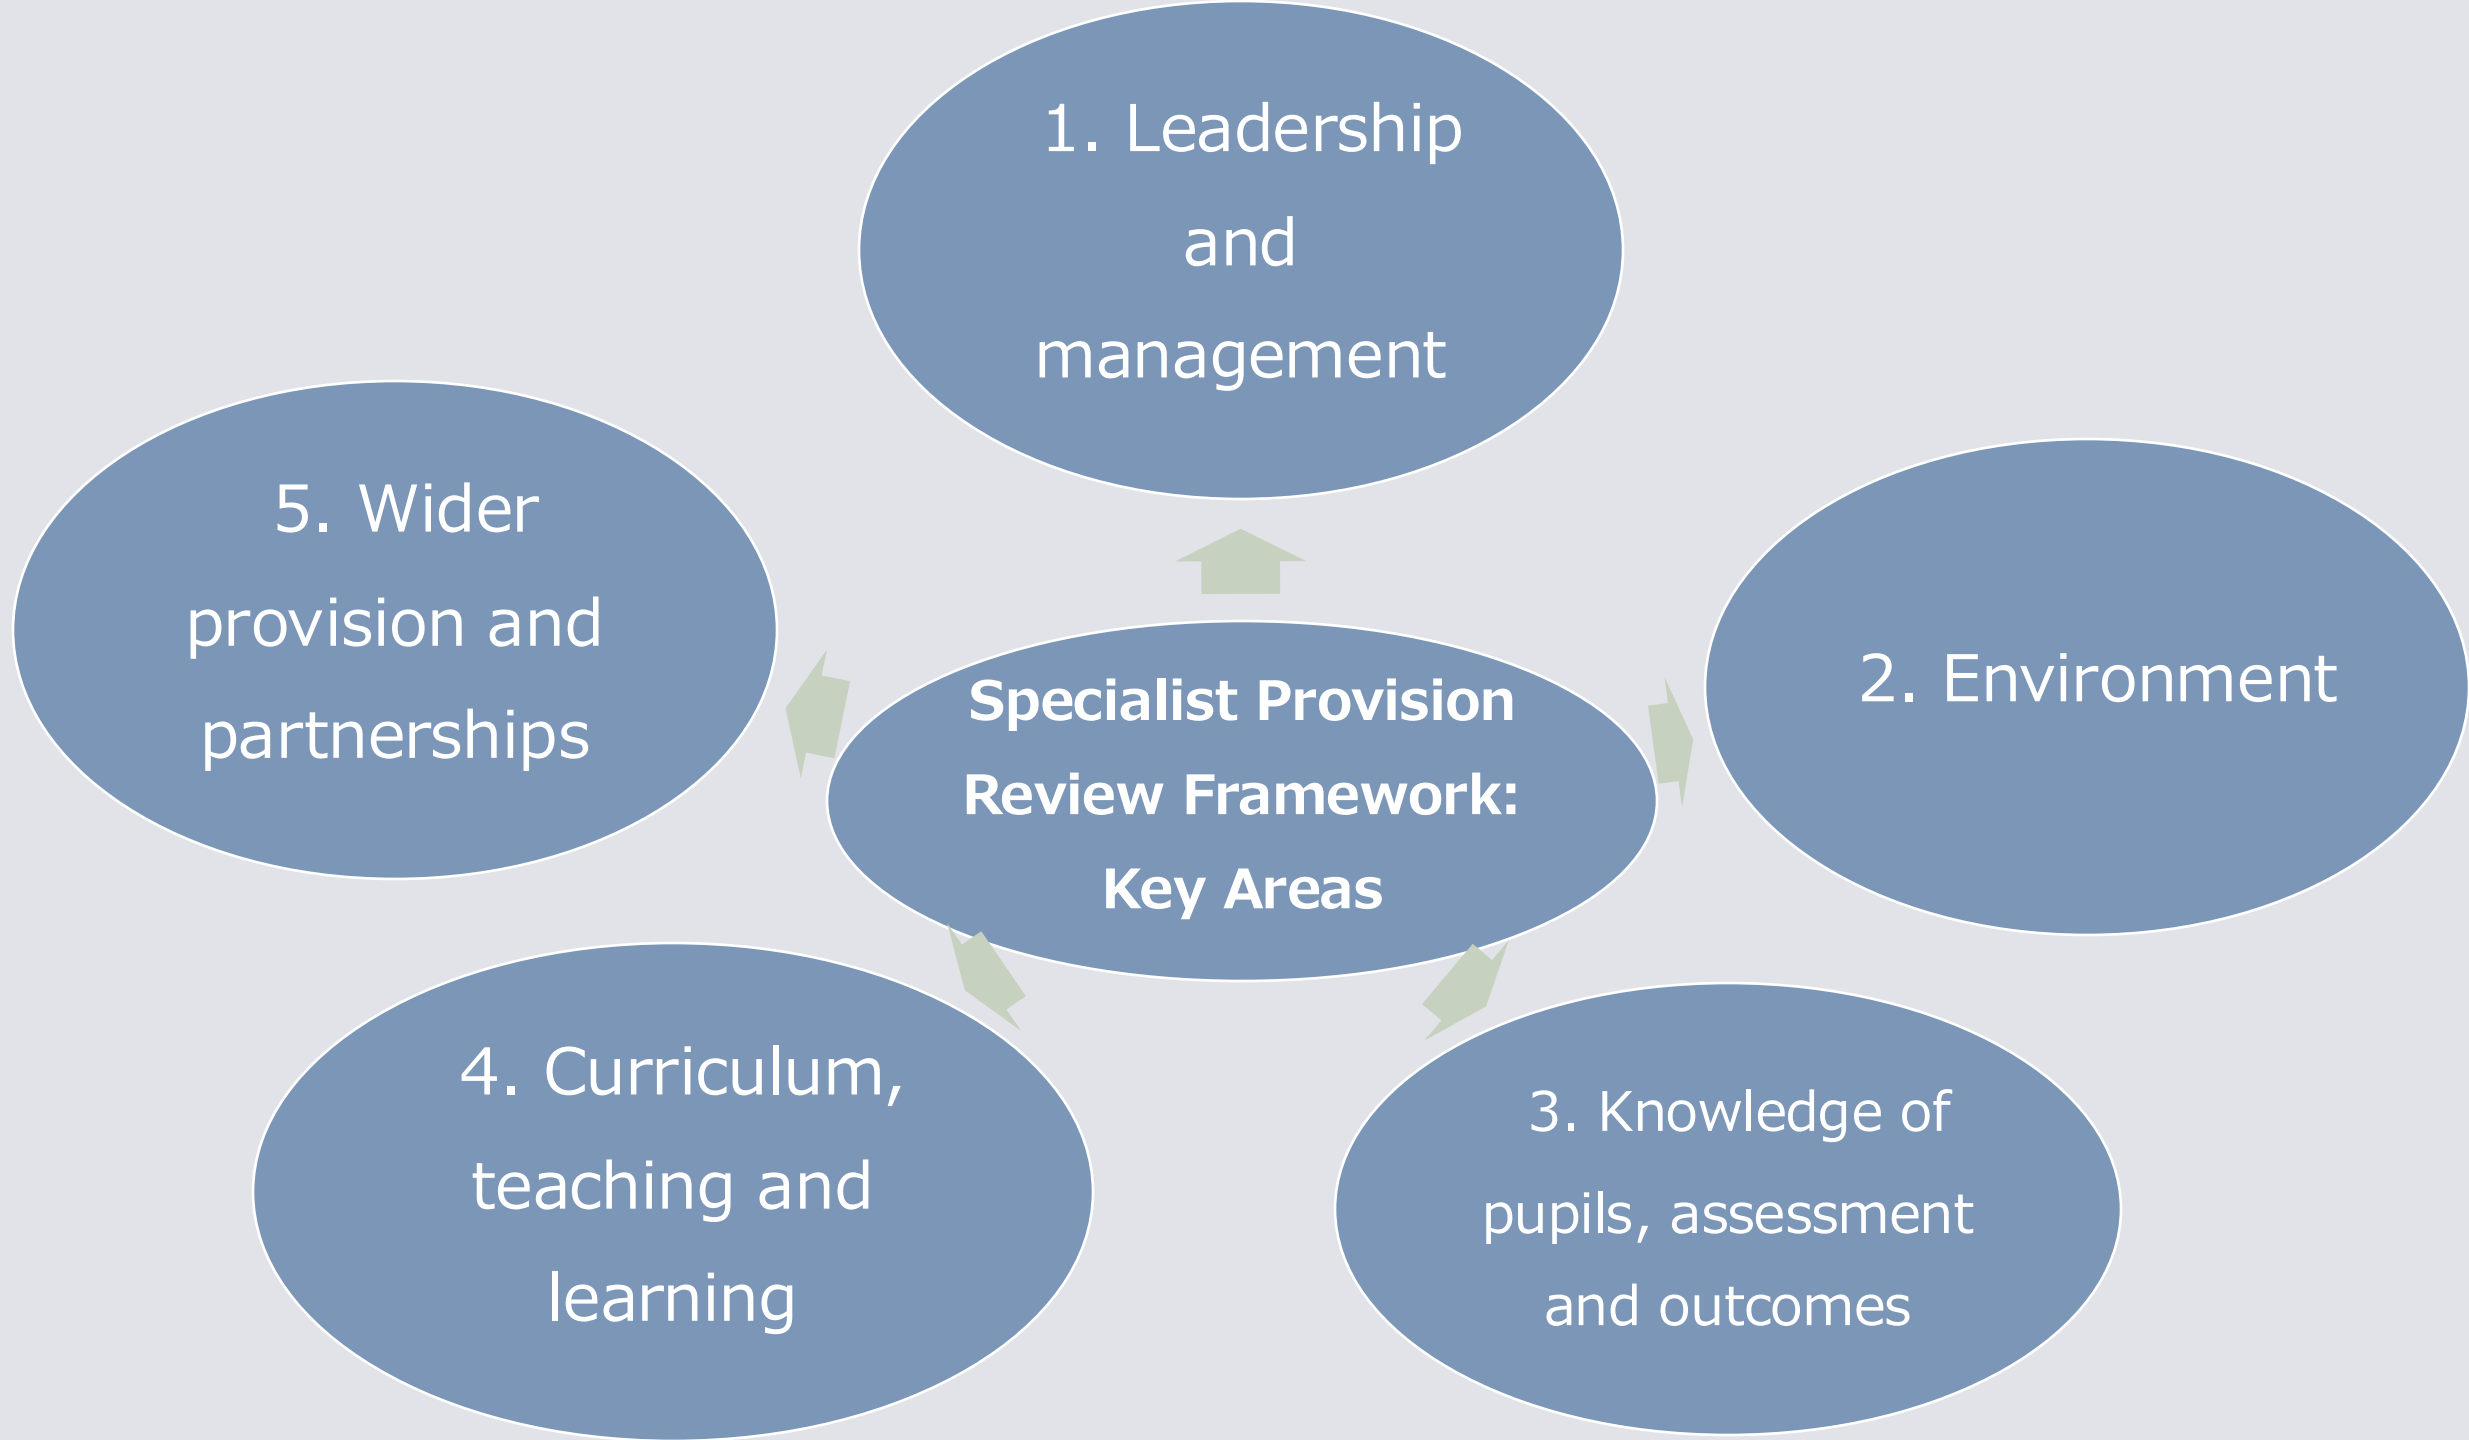 1. Leadership
and
management
5. Wider
provision and
partnerships
2. Environment
Specialist Provision
Review Framework:
Key Areas
4. Curriculum,
teaching and
learning
3. Knowledge of
pupils, assessment
and outcomes